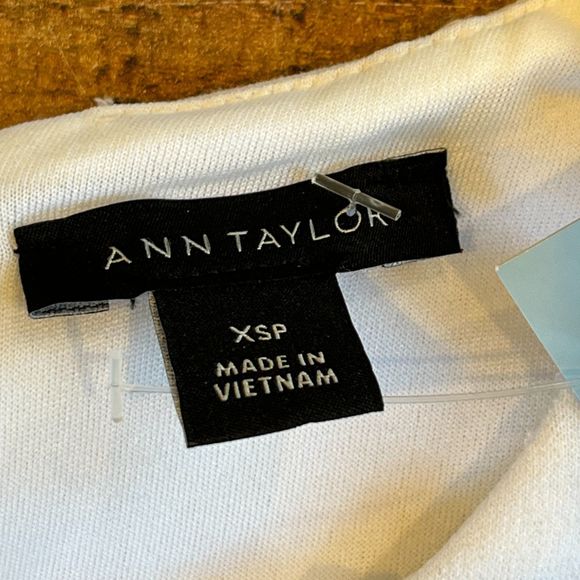 ANN TAYLOR
XSP
MADE IN
VIETNAM